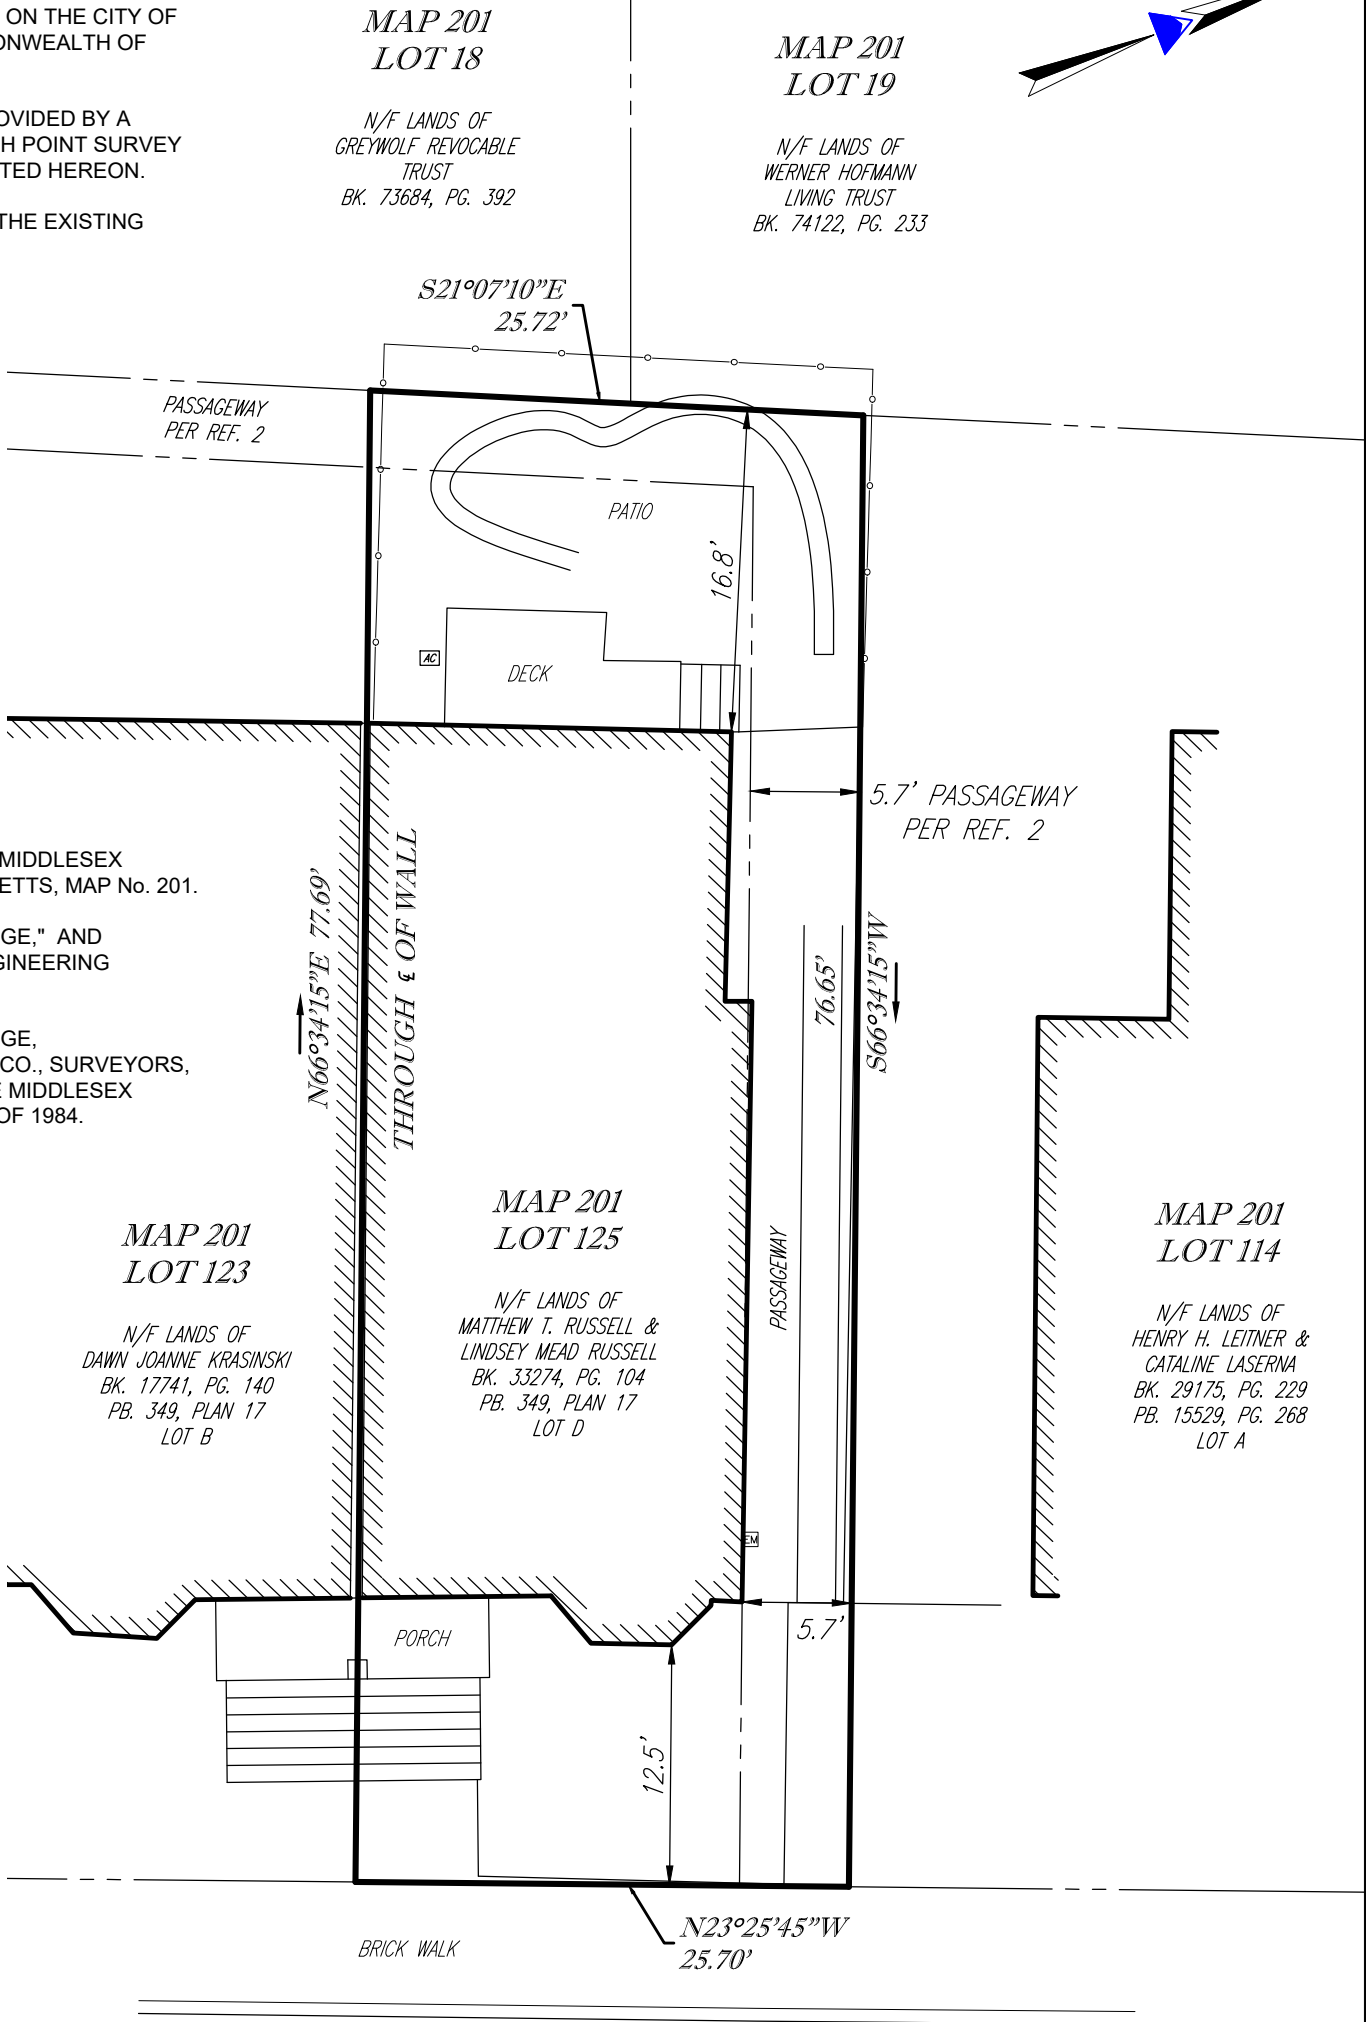 ON THE CITY OF
ONWEALTH OF
OVIDED BY A
H POINT SURVEY
TED HEREON.
THE EXISTING
MAP 201
LOT 18
N/F LANDS OF
GREYWOLF REVOCABLE
TRUST
BK. 73684, PG. 392
MAP 201
LOT 19
N/F LANDS OF
WERNER HOFMANN
LIVING TRUST
BK. 74122, PG. 233
S21°07'10"E
25.72'
PASSAGEWAY
PER REF. 2
PATIO
16.8'
AC
DECK
5.7' PASSAGEWAY
PER REF. 2
MIDDLESEX
ETTS, MAP No. 201.
GE," AND
GINEERING
GE,
CO., SURVEYORS,
E MIDDLESEX
OF 1984.
N66°34'15"E 77.69'
THROUGH ℄ OF WALL
76.65'
S66°34'15"W
MAP 201
LOT 123
N/F LANDS OF
DAWN JOANNE KRASINSKI
BK. 17741, PG. 140
PB. 349, PLAN 17
LOT B
MAP 201
LOT 125
N/F LANDS OF
MATTHEW T. RUSSELL &
LINDSEY MEAD RUSSELL
BK. 33274, PG. 104
PB. 349, PLAN 17
LOT D
PASSAGEWAY
MAP 201
LOT 114
N/F LANDS OF
HENRY H. LEITNER &
CATALINE LASERNA
BK. 29175, PG. 229
PB. 15529, PG. 268
LOT A
EM
PORCH
5.7'
12.5'
N23°25'45"W
25.70'
BRICK WALK